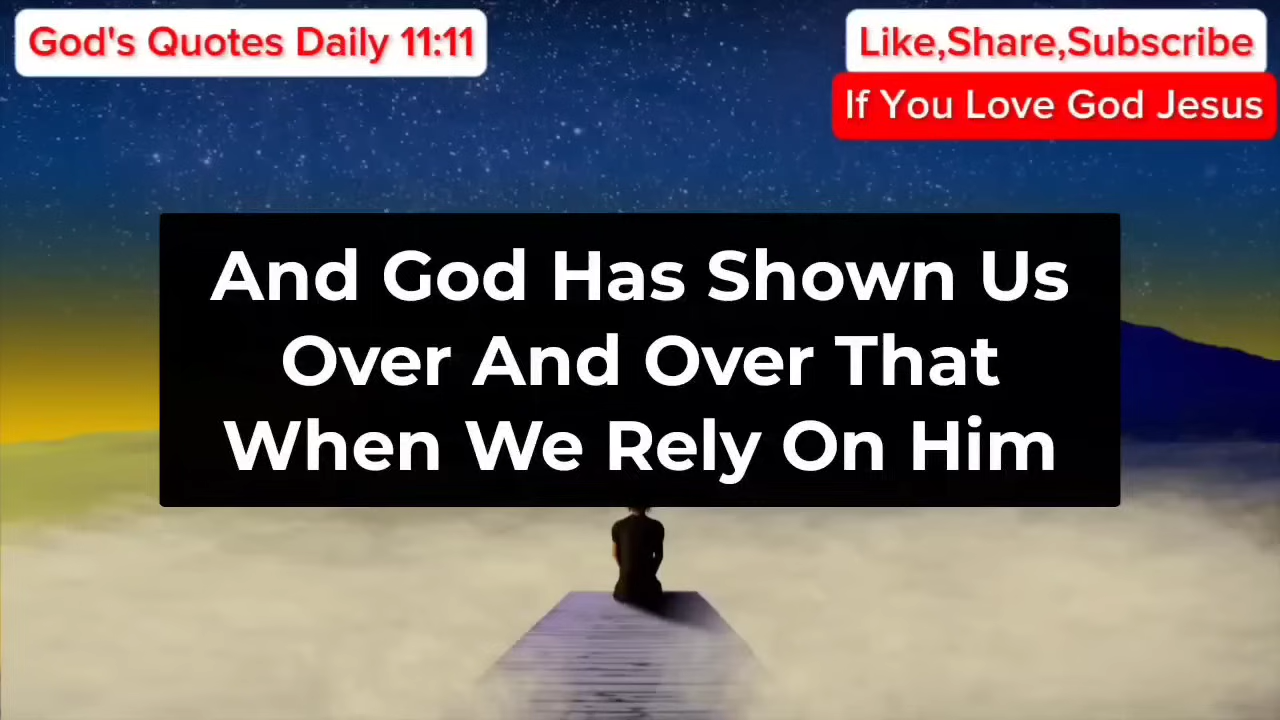 God's Quotes Daily 11:11
Like,Share,Subscribe
If You Love God Jesus
And God Has Shown Us
Over And Over That
When We Rely On Him